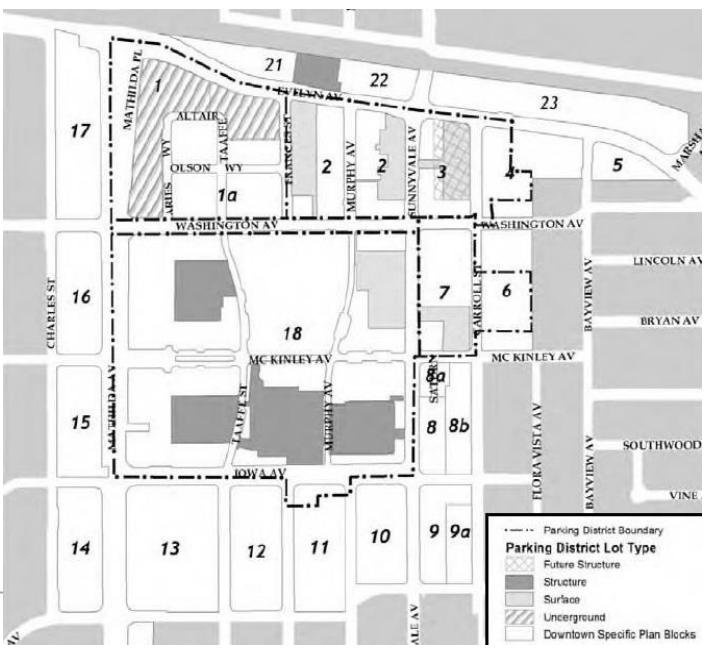 21
22
23
EVELYN AV
MATHILDA PL
1
ALTAIR
TAAFFE
FRANCES ST
17
2
MURPHY AV
2
SUNNYVALE AV
3
4
5
ARIES WY
OLSON WY
1a
WASHINGTON AV
WASHINGTON AV
CHARLES ST
16
18
7
CARROLL ST
6
BAYVIEW AV
LINCOLN AV
BRYAN AV
MC KINLEY AV
MC KINLEY AV
15
MATHILDA AV
TAAFFE ST
MURPHY AV
8a
8
8b
FLORA VISTA AV
BAYVIEW AV
SOUTHWOOD
VINE
IOWA AV
14
13
12
11
10
9
9a
Parking District Boundary
Parking District Lot Type
Future Structure
Structure
Surface
Underground
Downtown Specific Plan Blocks